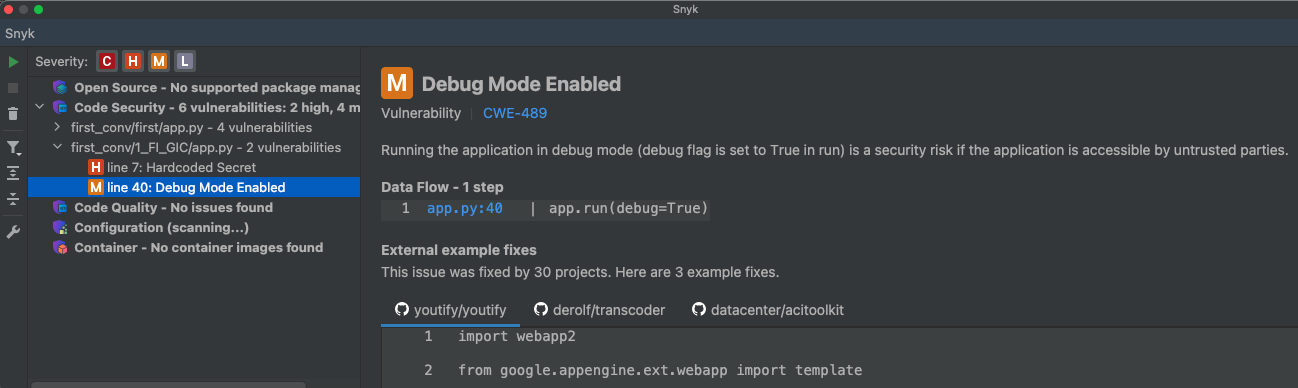 Snyk
Snyk
Severity: C H M L
Open Source - No supported package manag
Code Security - 6 vulnerabilities: 2 high, 4 m
first_conv/first/app.py - 4 vulnerabilities
first_conv/1_FI_GIC/app.py - 2 vulnerabilities
H line 7: Hardcoded Secret
M line 40: Debug Mode Enabled
Code Quality - No issues found
Configuration (scanning...)
Container - No container images found
M Debug Mode Enabled
Vulnerability | CWE-489
Running the application in debug mode (debug flag is set to True in run) is a security risk if the application is accessible by untrusted parties.
Data Flow - 1 step
1 app.py:40 | app.run(debug=True)
External example fixes
This issue was fixed by 30 projects. Here are 3 example fixes.
youtify/youtify derolf/transcoder datacenter/acitoolkit
1 import webapp2
2 from google.appengine.ext.webapp import template